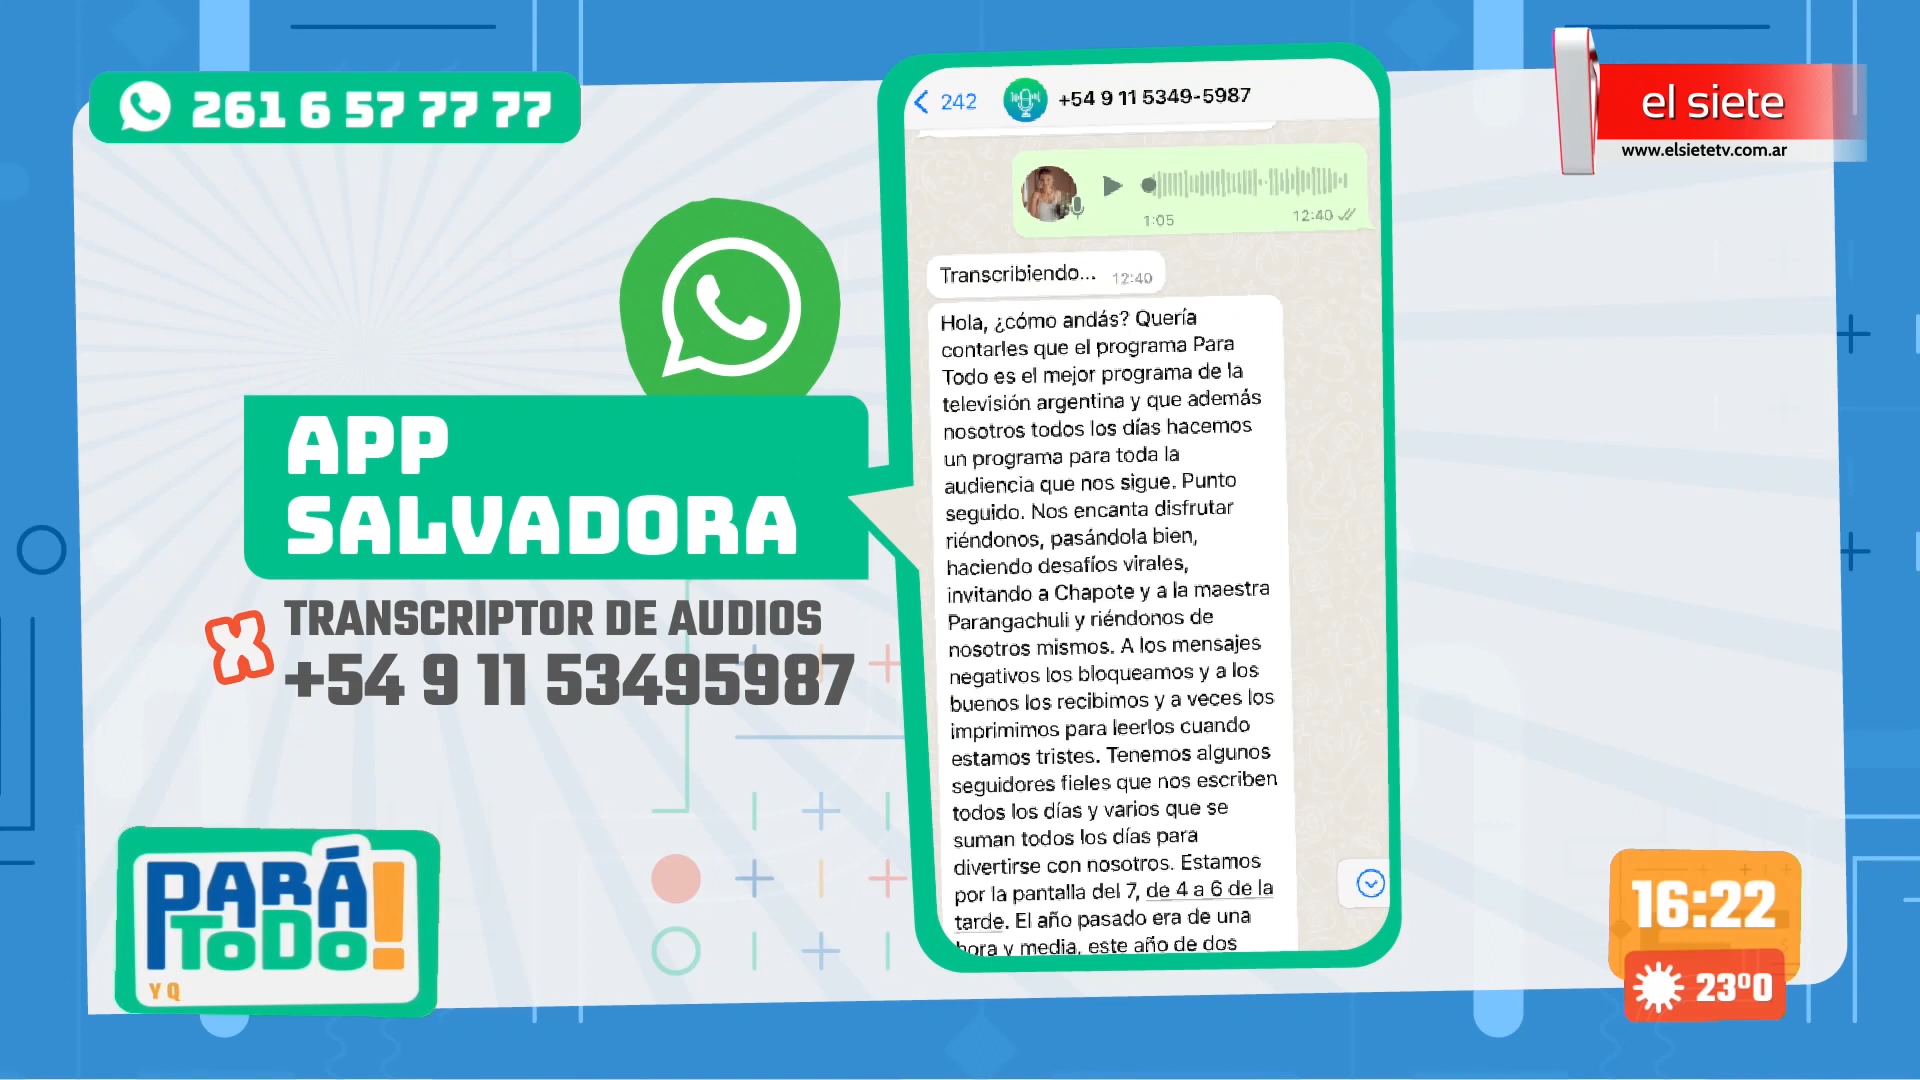 261 6 57 77 77
el siete
www.elsietetv.com.ar
242
+54 9 11 5349-5987
1:05
12:40
Transcribiendo... 12:40
Hola, ¿cómo andás? Quería
contarles que el programa Para
Todo es el mejor programa de la
televisión argentina y que además
nosotros todos los días hacemos
un programa para toda la
audiencia que nos sigue. Punto
seguido. Nos encanta disfrutar
riéndonos, pasándola bien,
haciendo desafíos virales,
invitando a Chapote y a la maestra
Parangachuli y riéndonos de
nosotros mismos. A los mensajes
negativos los bloqueamos y a los
buenos los recibimos y a veces los
imprimimos para leerlos cuando
estamos tristes. Tenemos algunos
seguidores fieles que nos escriben
todos los días y varios que se
suman todos los días para
divertirse con nosotros. Estamos
por la pantalla del 7, de 4 a 6 de la
tarde. El año pasado era de una
hora y media, este año de dos
APP
SALVADORA
X TRANSCRIPTOR DE AUDIOS
+54 9 11 53495987
PARÁ
TODO!
Y Q
16:22
23º0